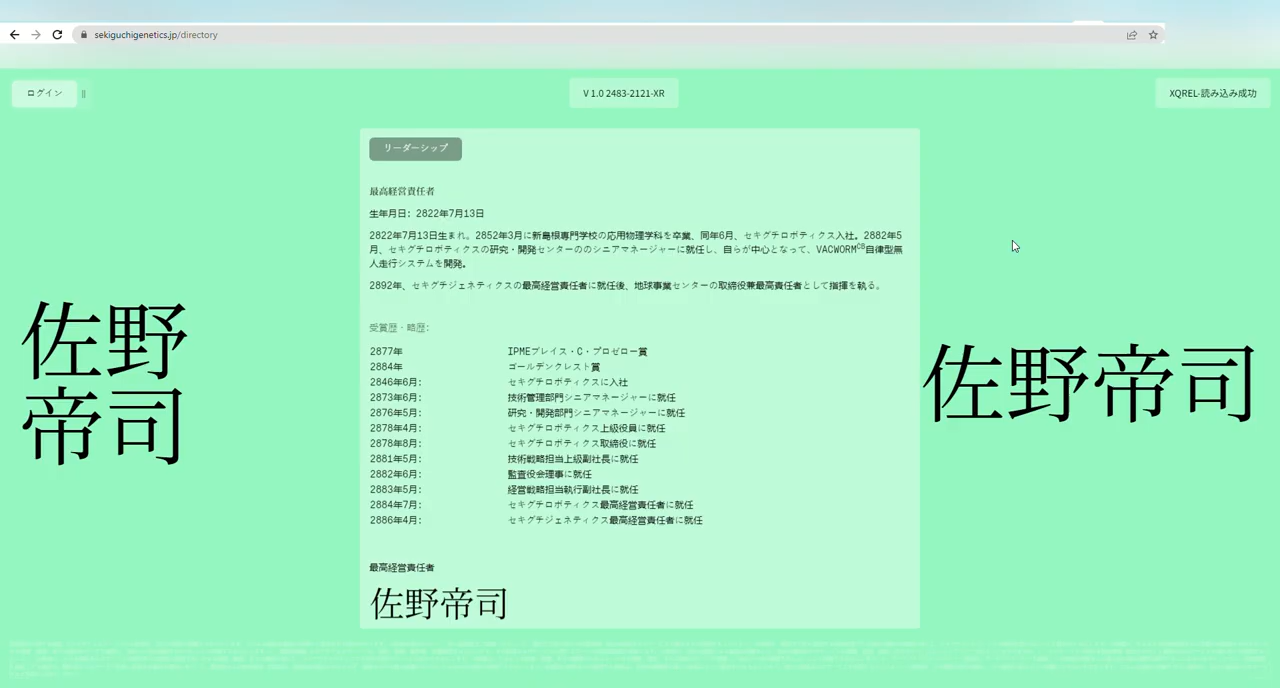 sekiguchigenetics.jp/directory
ログイン
||
V 1.0 2483-2121-XR
XQREL-読み込み成功
リーダーシップ
最高経営責任者
生年月日: 2822年7月13日
2822年7月13日生まれ。2852年3月に新島根専門学校の応用物理学科を卒業、同年6月、セキグチロボティクス入社。2882年5
月、セキグチロボティクスの研究・開発センターののシニアマネージャーに就任し、自らが中心となって、VACWORMCB自律型無
人走行システムを開発。
2892年、セキグチジェネティクスの最高経営責任者に就任後、地球事業センターの取締役兼最高責任者として指揮を執る。
受賞歴・略歴:
2877年 IPMEブレイス・C・プロゼロー賞
2884年 ゴールデンクレスト賞
2846年6月: セキグチロボティクスに入社
2873年6月: 技術管理部門シニアマネージャーに就任
2876年5月: 研究・開発部門シニアマネージャーに就任
2878年4月: セキグチロボティクス上級役員に就任
2878年8月: セキグチロボティクス取締役に就任
2881年5月: 技術戦略担当上級副社長に就任
2882年6月: 監査役会理事に就任
2883年5月: 経営戦略担当執行副社長に就任
2884年7月: セキグチロボティクス最高経営責任者に就任
2886年4月: セキグチジェネティクス最高経営責任者に就任
最高経営責任者
佐野帝司
佐野
帝司
佐野帝司